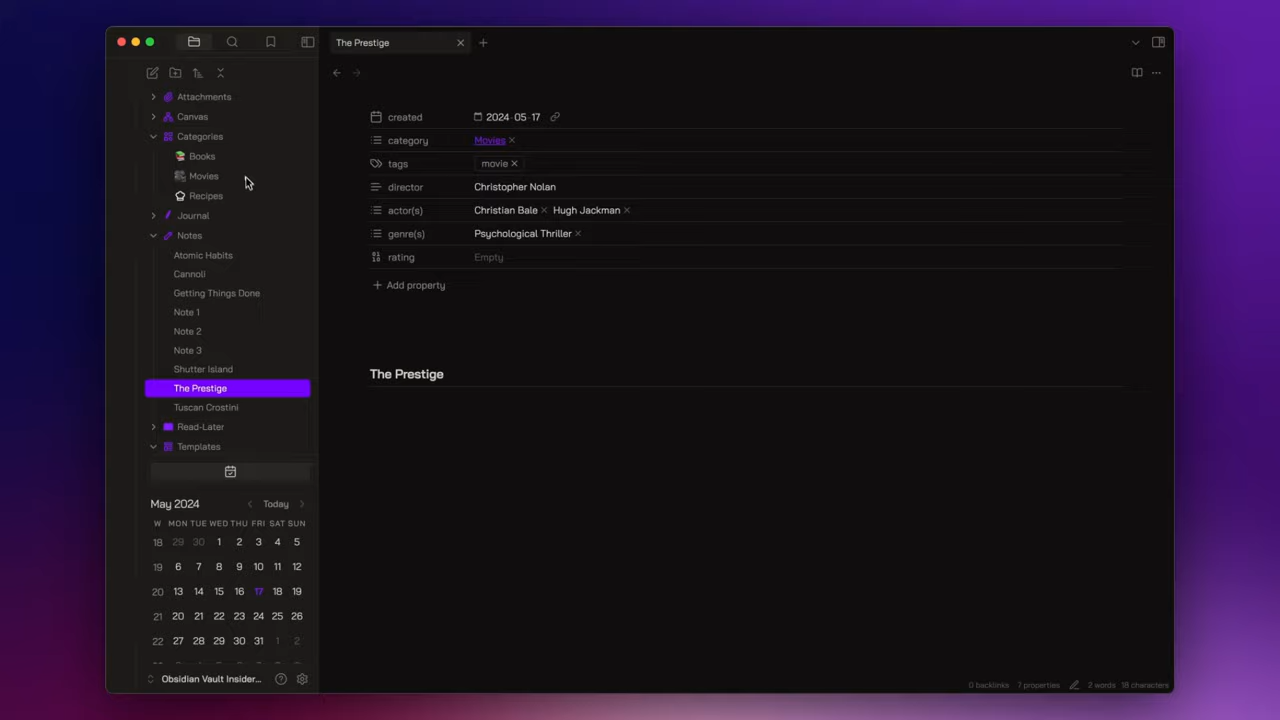 The Prestige
Attachments
Canvas
Categories
Books
Movies
Recipes
Journal
Notes
Atomic Habits
Cannoli
Getting Things Done
Note 1
Note 2
Note 3
Shutter Island
The Prestige
Tuscan Crostini
Read-Later
Templates
May 2024 Today
W MON TUE WED THU FRI SAT SUN
18 29 30 1 2 3 4 5
19 6 7 8 9 10 11 12
20 13 14 15 16 17 18 19
21 20 21 22 23 24 25 26
22 27 28 29 30 31 1 2
Obsidian Vault Insider...
created 2024-05-17
category Movies
tags movie
director Christopher Nolan
actor(s) Christian Bale Hugh Jackman
genre(s) Psychological Thriller
rating Empty
Add property
The Prestige
0 backlinks 7 properties 2 words 18 characters